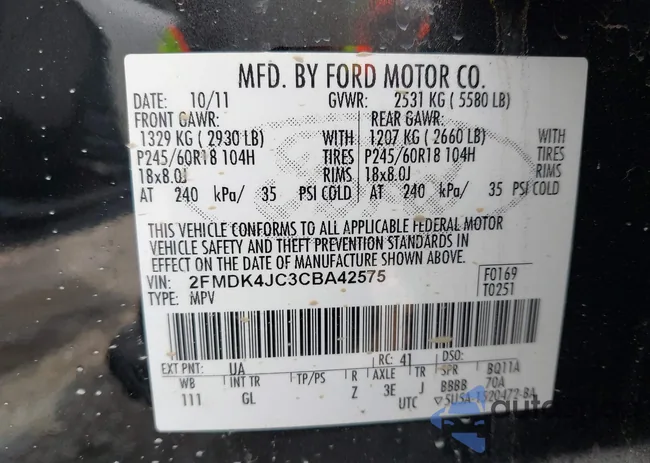 MFD. BY FORD MOTOR CO.
DATE: 10/11 GVWR: 2531 KG ( 5580 LB)
FRONT GAWR: REAR GAWR:
1329 KG ( 2930 LB) WITH 1207 KG ( 2660 LB) WITH
P245/60R18 104H TIRES P245/60R18 104H TIRES
18x8.0J RIMS 18x8.0J RIMS
AT 240 kPa/ 35 PSI COLD AT 240 kPa/ 35 PSI COLD
THIS VEHICLE CONFORMS TO ALL APPLICABLE FEDERAL MOTOR
VEHICLE SAFETY AND THEFT PREVENTION STANDARDS IN
EFFECT ON THE DATE OF MANUFACTURE SHOWN ABOVE.
VIN: 2FMDK4JC3CBA42575 F0169
TYPE: MPV T0251
EXT PNT: UA RC: 41 DSO:
WB INT TR TP/PS R AXLE TR SPR BQ11A
111 GL Z 3E J BBBB 70A
UTC 5U5A-1520472-BA